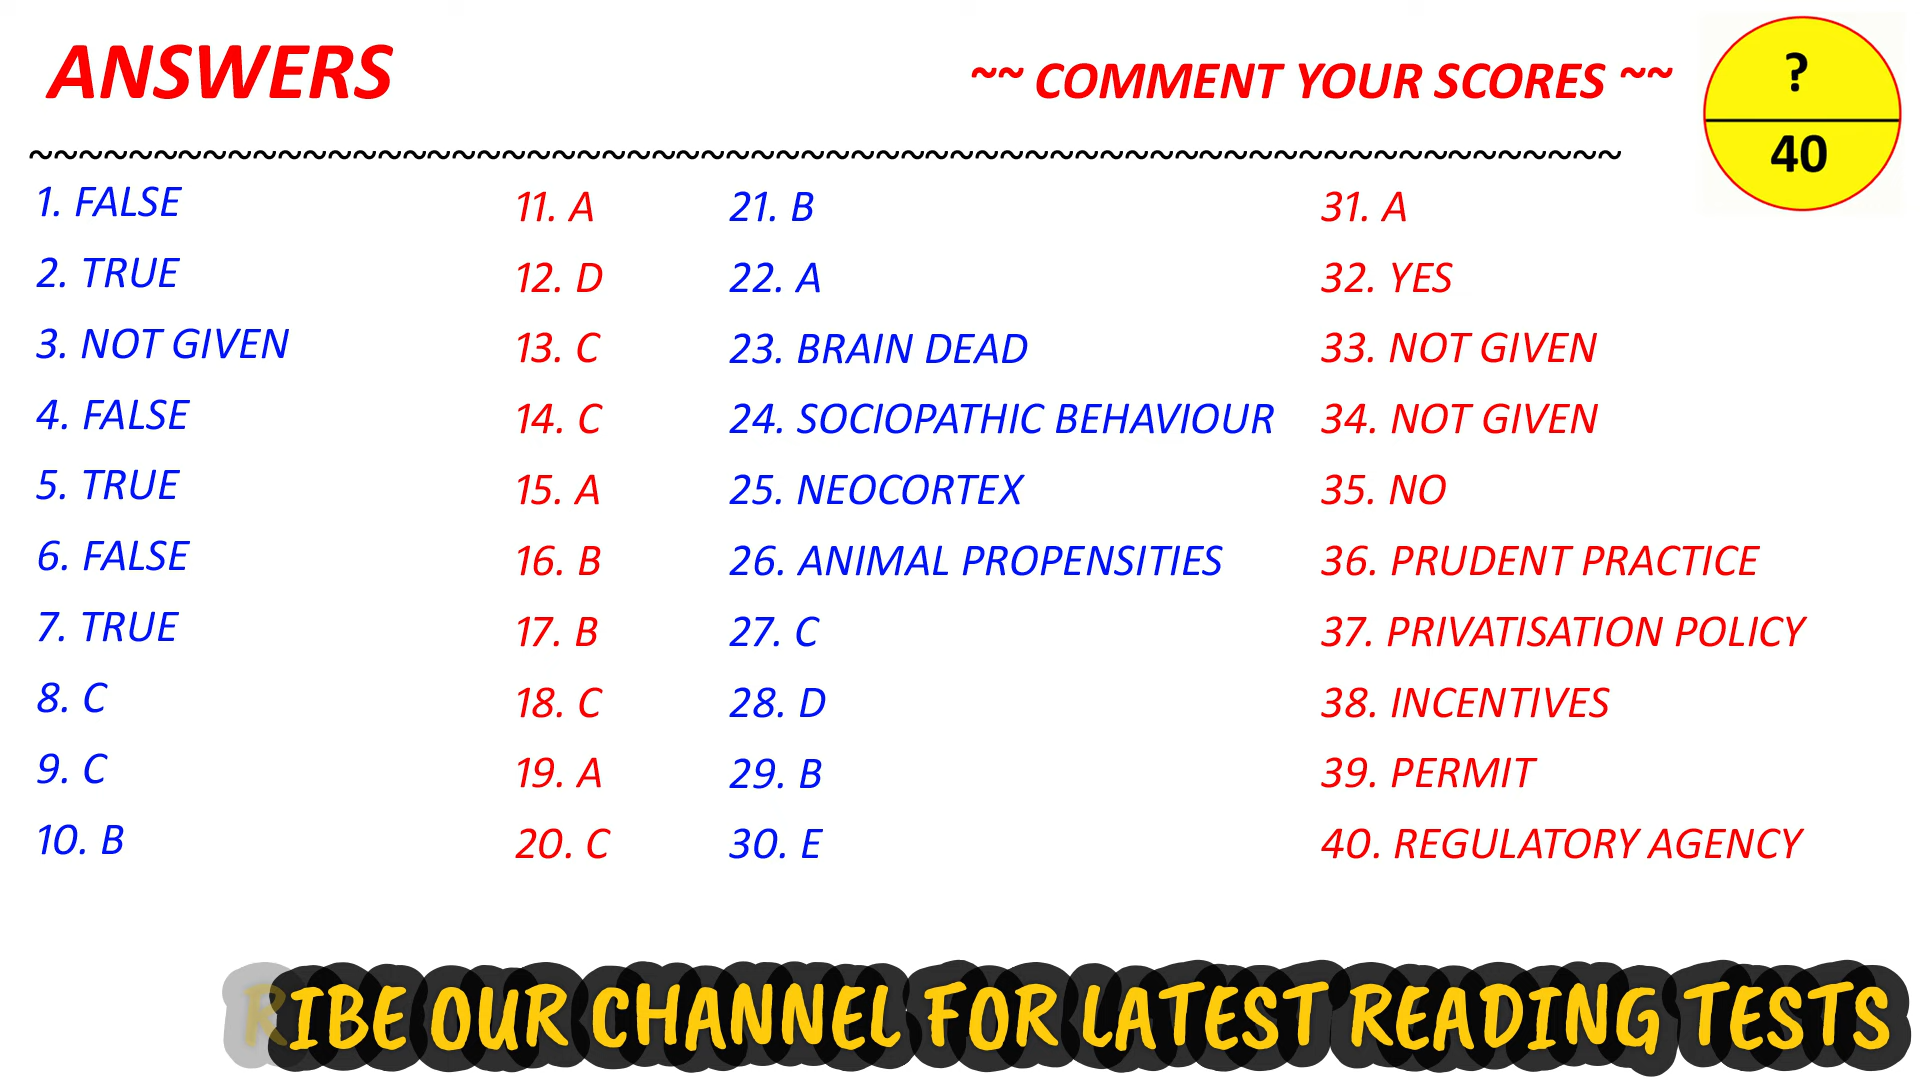 ANSWERS
~~ COMMENT YOUR SCORES ~~
?
40
~~~~~~~~~~~~~~~~~~~~~~~~~~~~~~~~~~~~~~~~~~~~~~~~~~~~~~~~~~~~~~~~
1. FALSE
2. TRUE
3. NOT GIVEN
4. FALSE
5. TRUE
6. FALSE
7. TRUE
8. C
9. C
10. B
11. A
12. D
13. C
14. C
15. A
16. B
17. B
18. C
19. A
20. C
21. B
22. A
23. BRAIN DEAD
24. SOCIOPATHIC BEHAVIOUR
25. NEOCORTEX
26. ANIMAL PROPENSITIES
27. C
28. D
29. B
30. E
31. A
32. YES
33. NOT GIVEN
34. NOT GIVEN
35. NO
36. PRUDENT PRACTICE
37. PRIVATISATION POLICY
38. INCENTIVES
39. PERMIT
40. REGULATORY AGENCY
RIBE OUR CHANNEL FOR LATEST READING TESTS